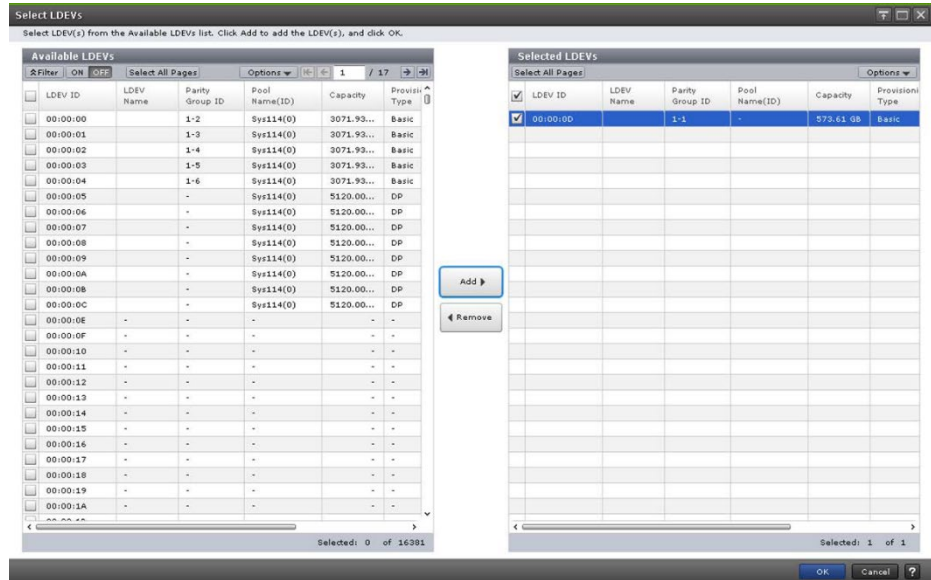 Select LDEVs
Select LDEV(s) from the Available LDEVs list. Click Add to add the LDEV(s), and click OK.
Available LDEVs
Filter ON OFF Select All Pages Options 1 / 17
LDEV ID LDEV Name Parity Group ID Pool Name(ID) Capacity Provisi Type
00:00:00 1-2 Sys114(0) 3071.93... Basic
00:00:01 1-3 Sys114(0) 3071.93... Basic
00:00:02 1-4 Sys114(0) 3071.93... Basic
00:00:03 1-5 Sys114(0) 3071.93... Basic
00:00:04 1-6 Sys114(0) 3071.93... Basic
00:00:05 - Sys114(0) 5120.00... DP
00:00:06 - Sys114(0) 5120.00... DP
00:00:07 - Sys114(0) 5120.00... DP
00:00:08 - Sys114(0) 5120.00... DP
00:00:09 - Sys114(0) 5120.00... DP
00:00:0A - Sys114(0) 5120.00... DP
00:00:0B - Sys114(0) 5120.00... DP
00:00:0C - Sys114(0) 5120.00... DP
00:00:0E - - - - -
00:00:0F - - - - -
00:00:10 - - - - -
00:00:11 - - - - -
00:00:12 - - - - -
00:00:13 - - - - -
00:00:14 - - - - -
00:00:15 - - - - -
00:00:16 - - - - -
00:00:17 - - - - -
00:00:18 - - - - -
00:00:19 - - - - -
00:00:1A - - - - -
Selected: 0 of 16381
Add
Remove
Selected LDEVs
Select All Pages Options
LDEV ID LDEV Name Parity Group ID Pool Name(ID) Capacity Provisioni Type
00:00:0D 1-1 - 573.61 GB Basic
Selected: 1 of 1
OK Cancel ?